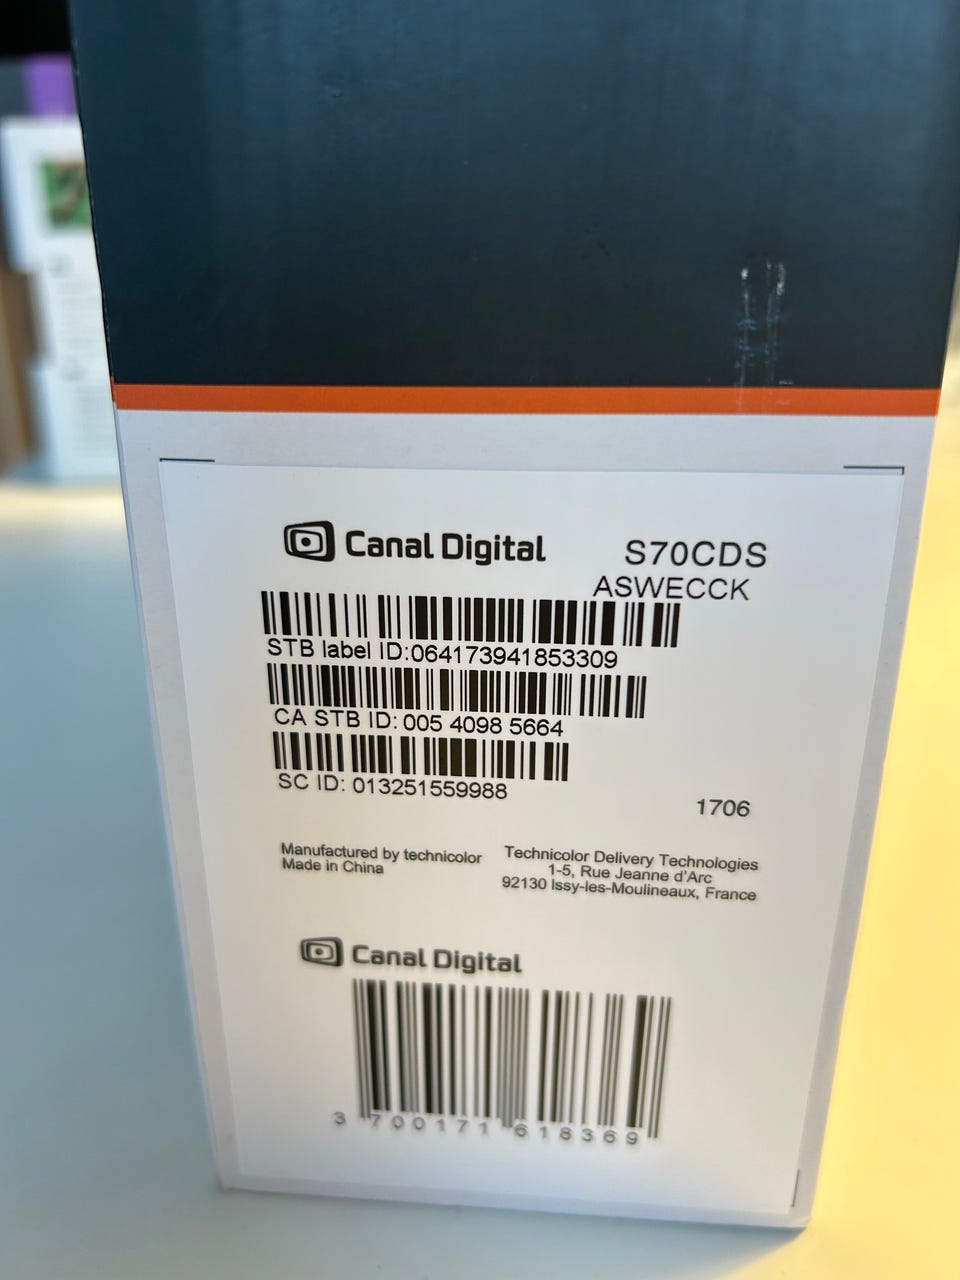 Canal Digital
S70CDS
ASWECCK
STB label ID:064173941853309
CA STB ID: 005 4098 5664
SC ID: 013251559988
1706
Manufactured by technicolor
Made in China
Technicolor Delivery Technologies
1-5, Rue Jeanne d'Arc
92130 Issy-les-Moulineaux, France
Canal Digital
3 700171 618369